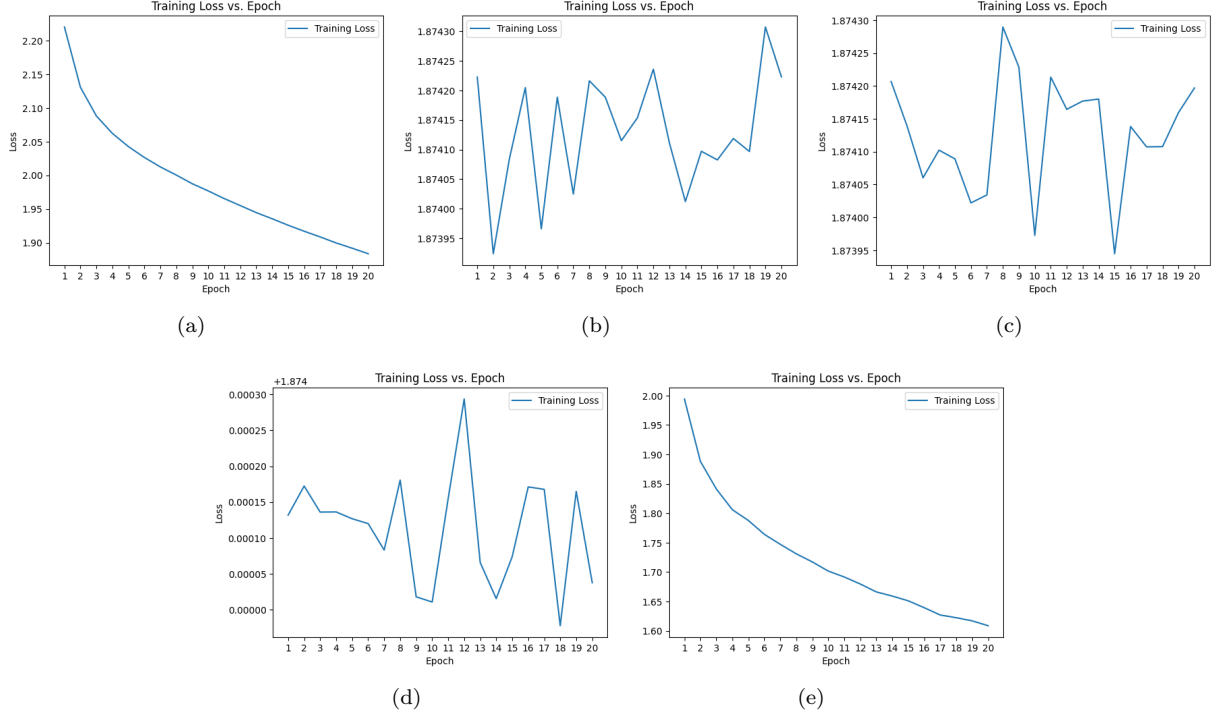 Training Loss vs. Epoch
Training Loss
2.20
2.15
2.10
2.05
2.00
1.95
1.90
Loss
1 2 3 4 5 6 7 8 9 10 11 12 13 14 15 16 17 18 19 20
Epoch
(a)
Training Loss vs. Epoch
Training Loss
1.87430
1.87425
1.87420
1.87415
1.87410
1.87405
1.87400
1.87395
Loss
1 2 3 4 5 6 7 8 9 10 11 12 13 14 15 16 17 18 19 20
Epoch
(b)
Training Loss vs. Epoch
Training Loss
1.87430
1.87425
1.87420
1.87415
1.87410
1.87405
1.87400
1.87395
Loss
1 2 3 4 5 6 7 8 9 10 11 12 13 14 15 16 17 18 19 20
Epoch
(c)
Training Loss vs. Epoch
+1.874
Training Loss
0.00030
0.00025
0.00020
0.00015
0.00010
0.00005
0.00000
Loss
1 2 3 4 5 6 7 8 9 10 11 12 13 14 15 16 17 18 19 20
Epoch
(d)
Training Loss vs. Epoch
Training Loss
2.00
1.95
1.90
1.85
1.80
1.75
1.70
1.65
1.60
Loss
1 2 3 4 5 6 7 8 9 10 11 12 13 14 15 16 17 18 19 20
Epoch
(e)